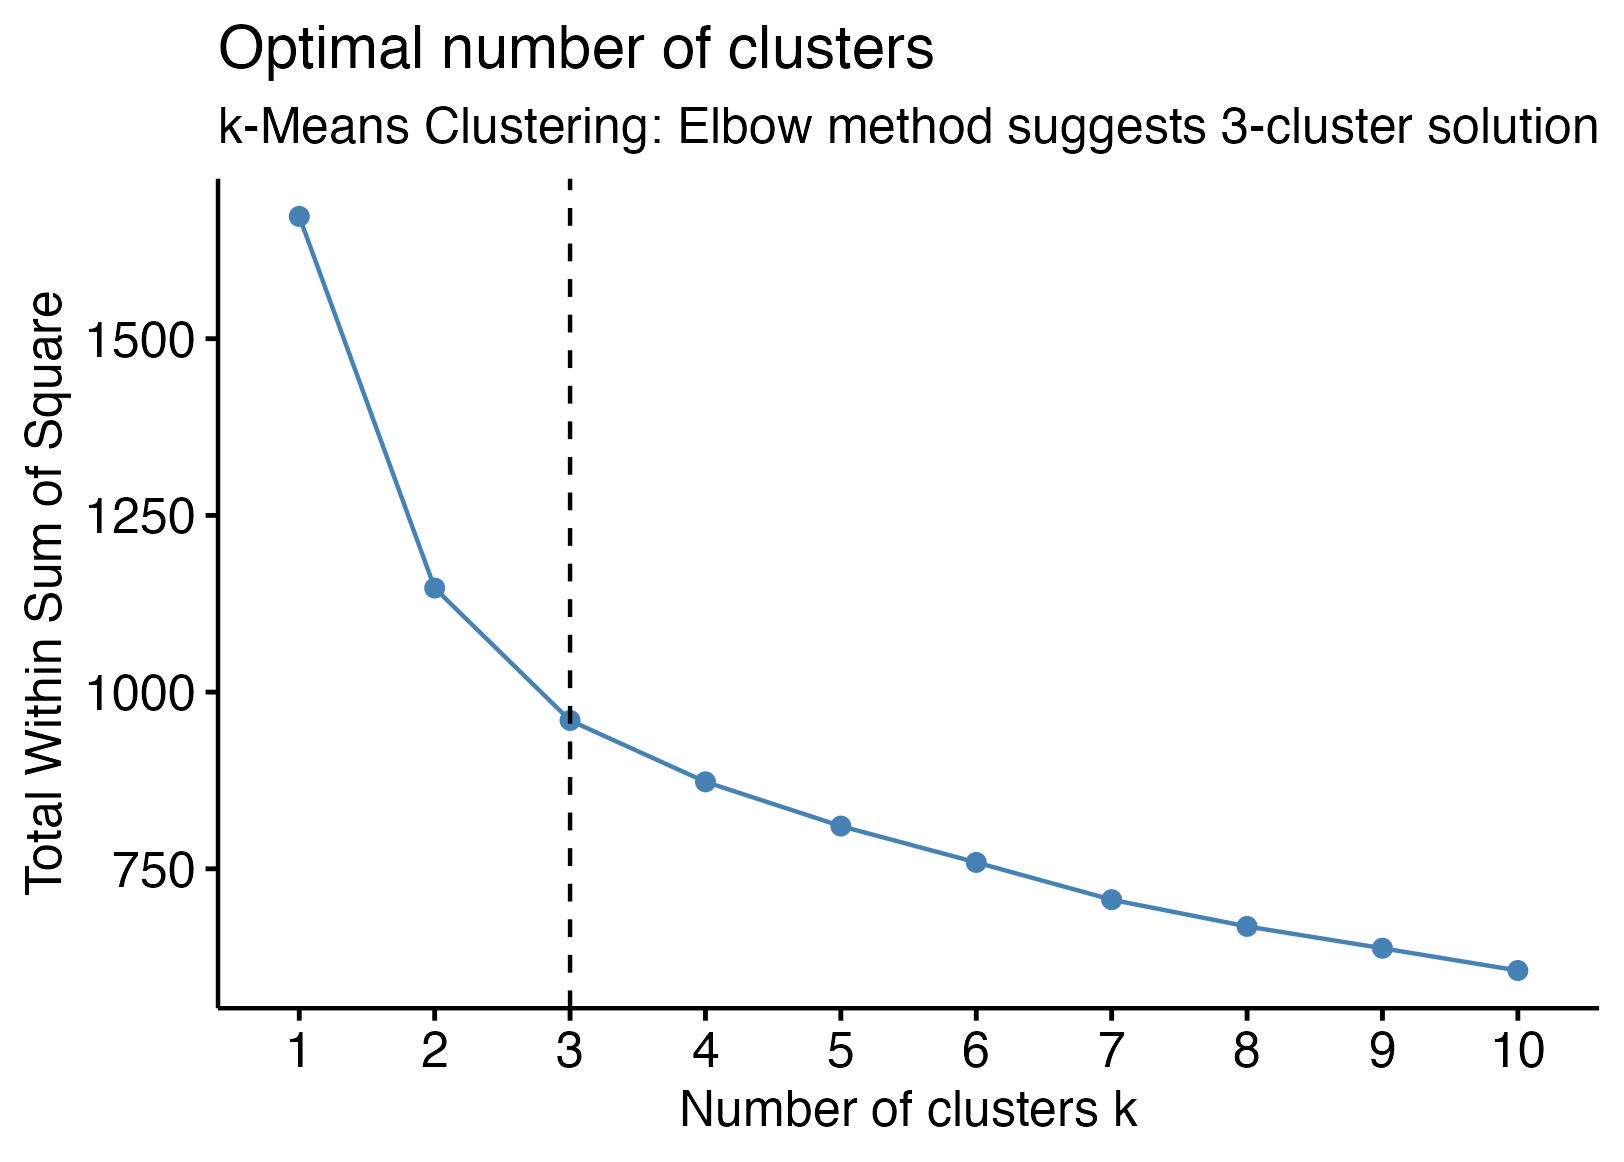 Optimal number of clusters
k-Means Clustering: Elbow method suggests 3-cluster solution
Total Within Sum of Square
1500
1250
1000
750
1 2 3 4 5 6 7 8 9 10
Number of clusters k